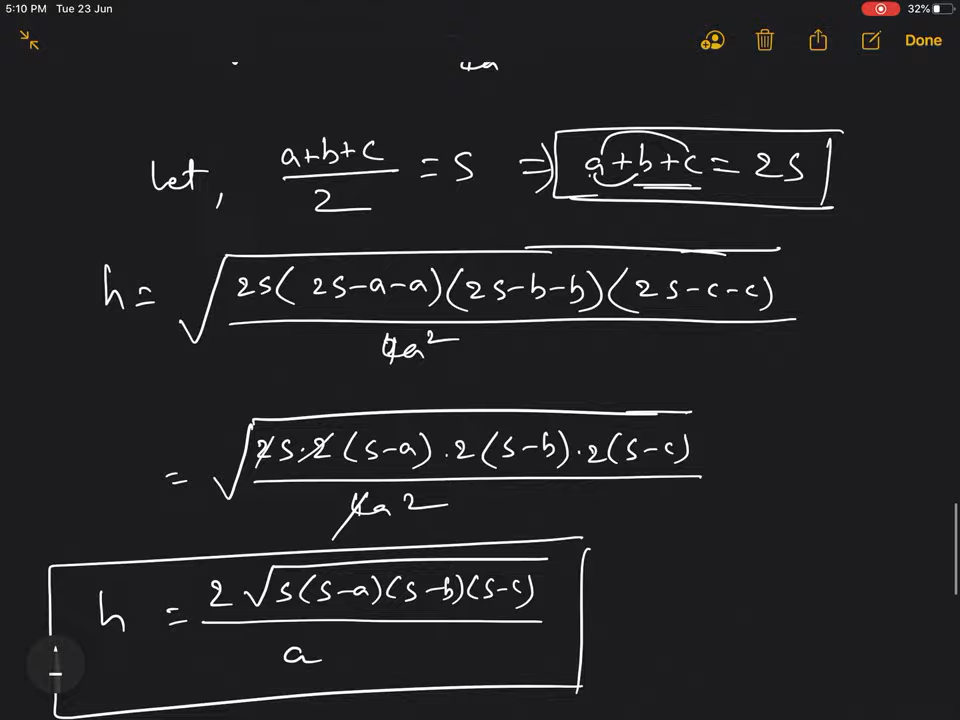 5:10 PM Tue 23 Jun 32%
Done
4a
Let, (a+b+c)/2 = S ⇒ a+b+c = 2S
h = √(2s(2s-a-a)(2s-b-b)(2s-c-c)/4a²)
= √(2s·2(s-a)·2(s-b)·2(s-c)/4a²)
h = 2√(s(s-a)(s-b)(s-c))/a